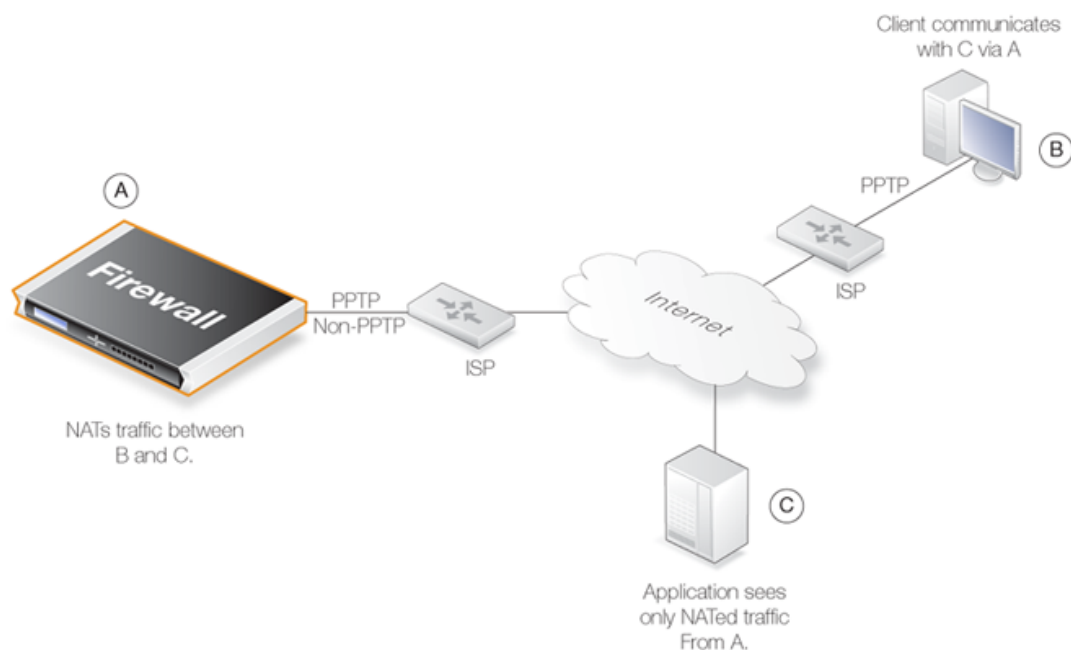 Client communicates
with C via A
B
PPTP
A
Firewall
PPTP
Non-PPTP
ISP
Internet
ISP
NATs traffic between
B and C.
C
Application sees
only NATed traffic
From A.